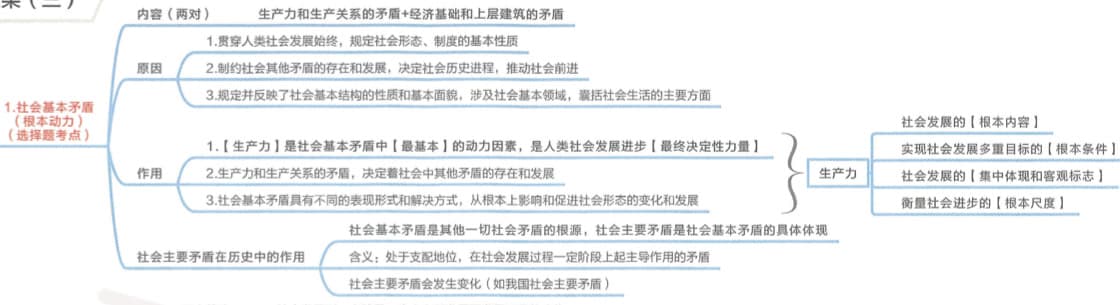 内容（两对）
生产力和生产关系的矛盾+经济基础和上层建筑的矛盾
1.社会基本矛盾
（根本动力）
（选择题考点）
原因
1.贯穿人类社会发展始终，规定社会形态、制度的基本性质
2.制约社会其他矛盾的存在和发展，决定社会历史进程，推动社会前进
3.规定并反映了社会基本结构的性质和基本面貌，涉及社会基本领域，囊括社会生活的主要方面
作用
1.【生产力】是社会基本矛盾中【最基本】的动力因素，是人类社会发展进步【最终决定性力量】
2.生产力和生产关系的矛盾，决定着社会中其他矛盾的存在和发展
3.社会基本矛盾具有不同的表现形式和解决方式，从根本上影响和促进社会形态的变化和发展
生产力
社会发展的【根本内容】
实现社会发展多重目标的【根本条件】
社会发展的【集中体现和客观标志】
衡量社会进步的【根本尺度】
社会主要矛盾在历史中的作用
社会基本矛盾是其他一切社会矛盾的根源，社会主要矛盾是社会基本矛盾的具体体现
含义：处于支配地位，在社会发展过程一定阶段上起主导作用的矛盾
社会主要矛盾会发生变化（如我国社会主要矛盾）